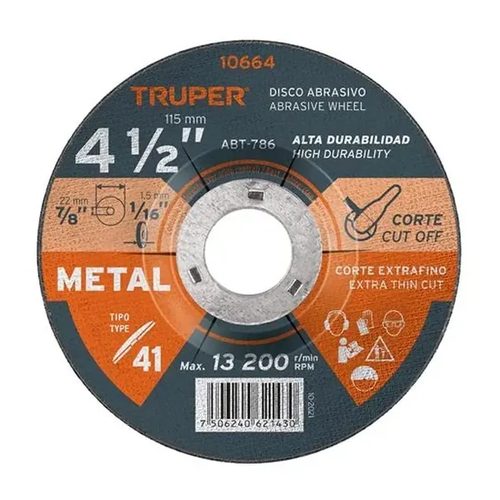 10664
TRUPER®
DISCO ABRASIVO
ABRASIVE WHEEL
115 mm
4 1/2"
ABT-786
ALTA DURABILIDAD
HIGH DURABILITY
22 mm
7/8"
1.5 mm
1/16"
CORTE
CUT OFF
METAL
CORTE EXTRAFINO
EXTRA THIN CUT
TIPO
TYPE
41
Max. 13 200 r/min
RPM
7 506240 621430
10-2021